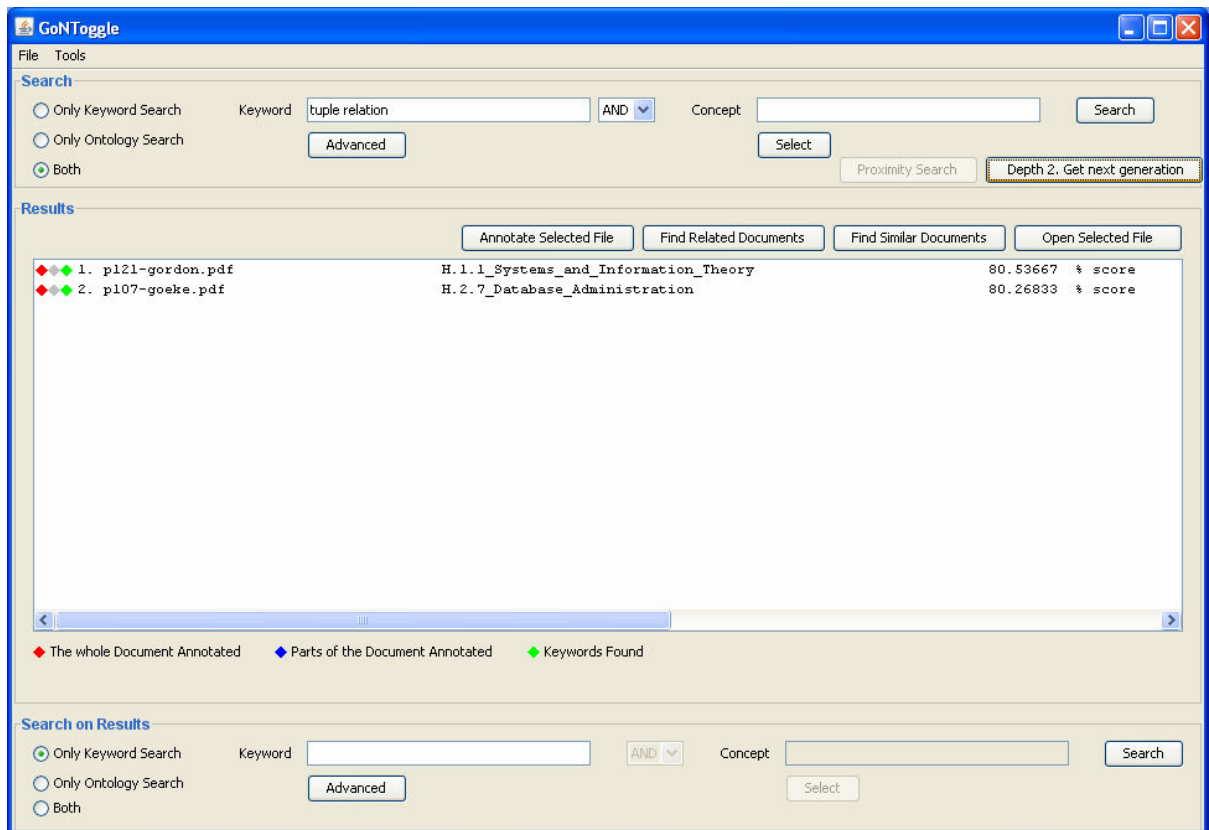 GoNToggle
File Tools
Search
Only Keyword Search Keyword tuple relation AND Concept Search
Only Ontology Search Advanced Select
Both Proximity Search Depth 2. Get next generation
Results
Annotate Selected File Find Related Documents Find Similar Documents Open Selected File
1. p121-gordon.pdf H.1.1_Systems_and_Information_Theory 80.53667 % score
2. p107-goeke.pdf H.2.7_Database_Administration 80.26833 % score
The whole Document Annotated Parts of the Document Annotated Keywords Found
Search on Results
Only Keyword Search Keyword AND Concept Search
Only Ontology Search Advanced Select
Both